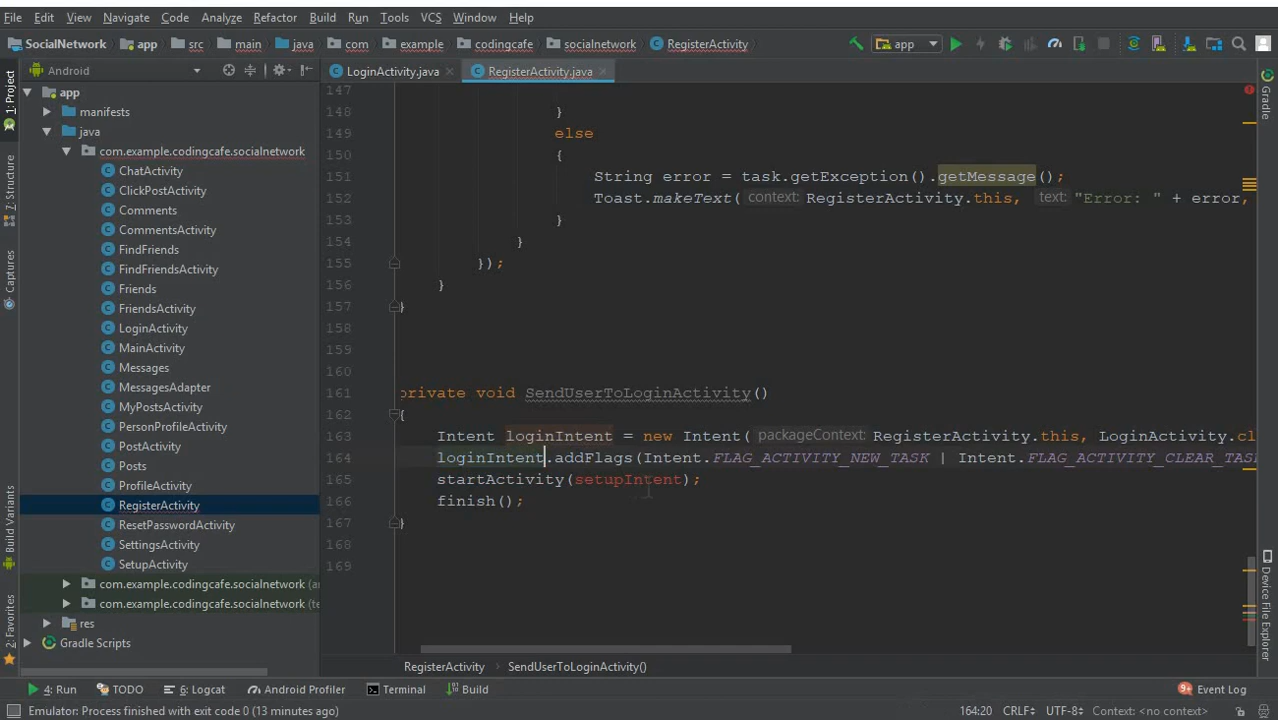 File Edit View Navigate Code Analyze Refactor Build Run Tools VCS Window Help
SocialNetwork app src main java com example codingcafe socialnetwork RegisterActivity app
Android LoginActivity.java RegisterActivity.java
1: Project
7: Structure
Captures
Build Variants
2: Favorites
app
manifests
java
com.example.codingcafe.socialnetwork
ChatActivity
ClickPostActivity
Comments
CommentsActivity
FindFriends
FindFriendsActivity
Friends
FriendsActivity
LoginActivity
MainActivity
Messages
MessagesAdapter
MyPostsActivity
PersonProfileActivity
PostActivity
Posts
ProfileActivity
RegisterActivity
ResetPasswordActivity
SettingsActivity
SetupActivity
com.example.codingcafe.socialnetwork (a
com.example.codingcafe.socialnetwork (te
res
Gradle Scripts
147
148 }
149 else
150 {
151 String error = task.getException().getMessage();
152 Toast.makeText( context: RegisterActivity.this, text: "Error: " + error,
153 }
154 }
155 });
156 }
157 }
158
159
160
161 private void SendUserToLoginActivity()
162 {
163 Intent loginIntent = new Intent( packageContext: RegisterActivity.this, LoginActivity.cl
164 loginIntent.addFlags(Intent.FLAG_ACTIVITY_NEW_TASK | Intent.FLAG_ACTIVITY_CLEAR_TAS
165 startActivity(setupIntent);
166 finish();
167 }
168
169
Gradle
Device File Explorer
RegisterActivity SendUserToLoginActivity()
4: Run TODO 6: Logcat Android Profiler Terminal Build 9+ Event Log
Emulator: Process finished with exit code 0 (13 minutes ago) 164:20 CRLF UTF-8 Context: <no context>